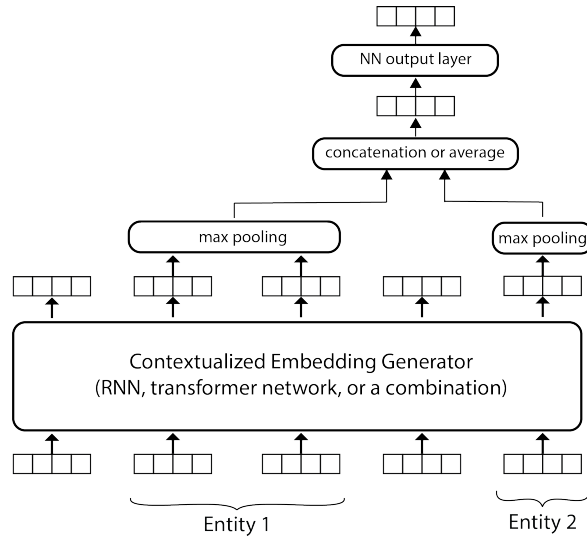 NN output layer
concatenation or average
max pooling
max pooling
Contextualized Embedding Generator
(RNN, transformer network, or a combination)
Entity 1
Entity 2